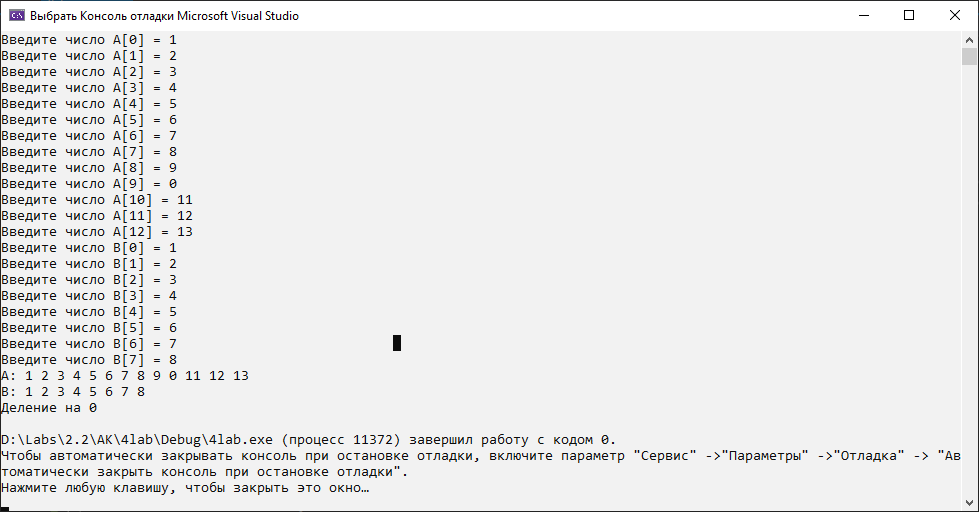 Выбрать Консоль отладки Microsoft Visual Studio
Введите число A[0] = 1
Введите число A[1] = 2
Введите число A[2] = 3
Введите число A[3] = 4
Введите число A[4] = 5
Введите число A[5] = 6
Введите число A[6] = 7
Введите число A[7] = 8
Введите число A[8] = 9
Введите число A[9] = 0
Введите число A[10] = 11
Введите число A[11] = 12
Введите число A[12] = 13
Введите число B[0] = 1
Введите число B[1] = 2
Введите число B[2] = 3
Введите число B[3] = 4
Введите число B[4] = 5
Введите число B[5] = 6
Введите число B[6] = 7
Введите число B[7] = 8
A: 1 2 3 4 5 6 7 8 9 0 11 12 13
B: 1 2 3 4 5 6 7 8
Деление на 0
D:\Labs\2.2\AK\4lab\Debug\4lab.exe (процесс 11372) завершил работу с кодом 0.
Чтобы автоматически закрывать консоль при остановке отладки, включите параметр "Сервис" ->"Параметры" ->"Отладка" -> "Ав
томатически закрыть консоль при остановке отладки".
Нажмите любую клавишу, чтобы закрыть это окно…